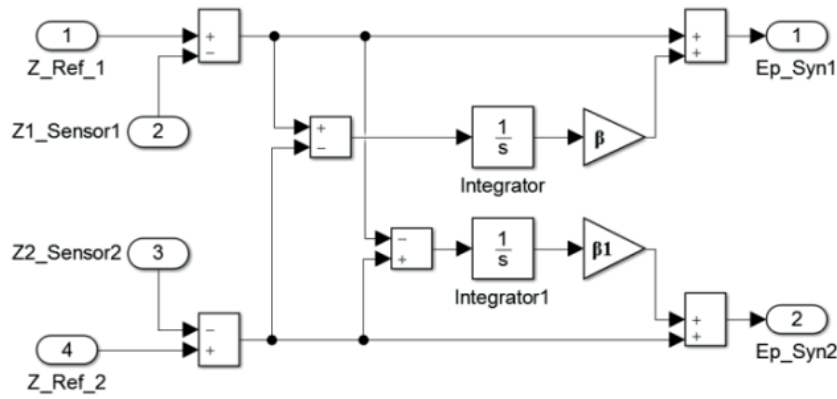 1
Z_Ref_1
+
−
+
+
1
Ep_Syn1
Z1_Sensor1
2
+
−
1
s
Integrator
β
Z2_Sensor2
3
−
+
1
s
Integrator1
β1
4
Z_Ref_2
−
+
+
+
2
Ep_Syn2